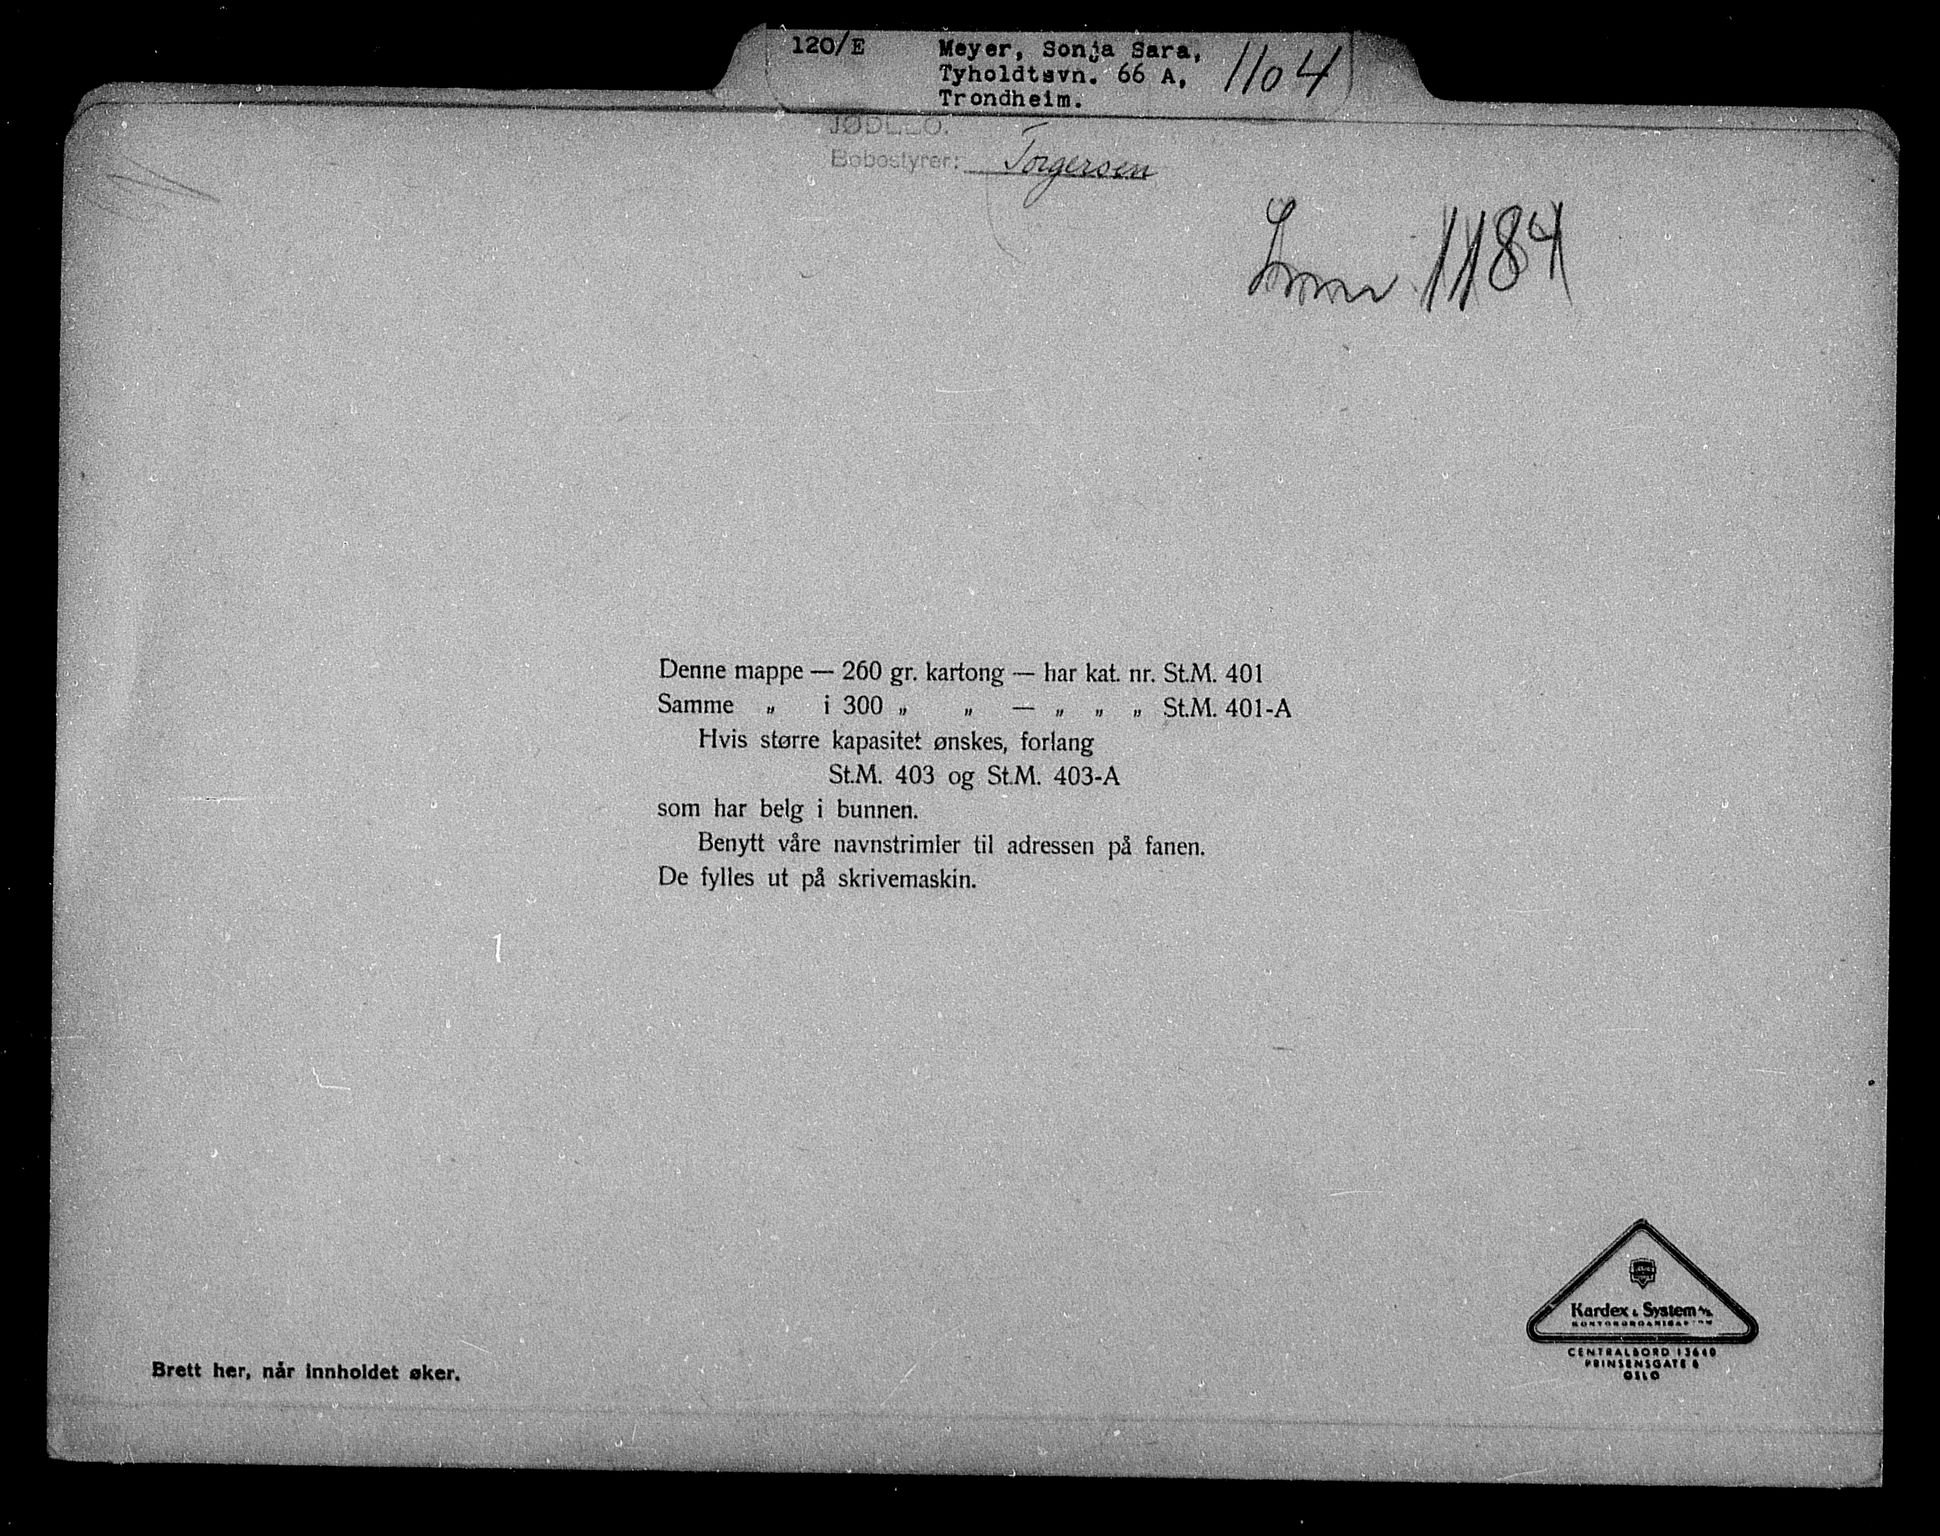 120/E Meyer, Sonja Sara, 1104
Tyholdtsvn. 66 A,
Trondheim.
Bobestyrer: Torgersen
1184
Denne mappe — 260 gr. kartong — har kat. nr. St.M. 401
Samme „ i 300 „ „ — „ „ „ St.M. 401-A
Hvis større kapasitet ønskes, forlang
St.M. 403 og St.M. 403-A
som har belg i bunnen.
Benytt våre navnstrimler til adressen på fanen.
De fylles ut på skrivemaskin.
Kardex & System A/S
CENTRALBORD 13640
PRINSENSGATE 6
OSLO
Brett her, når innholdet øker.